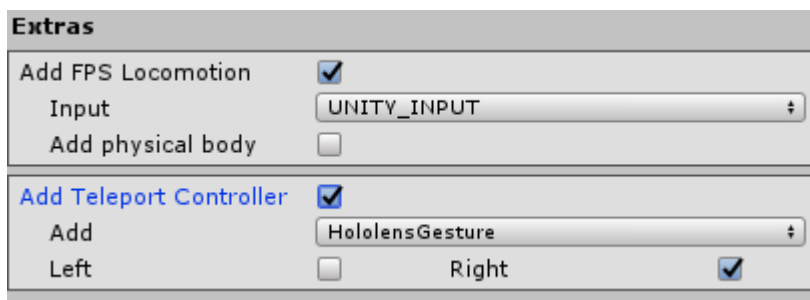 Extras
Add FPS Locomotion
Input UNITY_INPUT
Add physical body
Add Teleport Controller
Add HololensGesture
Left Right